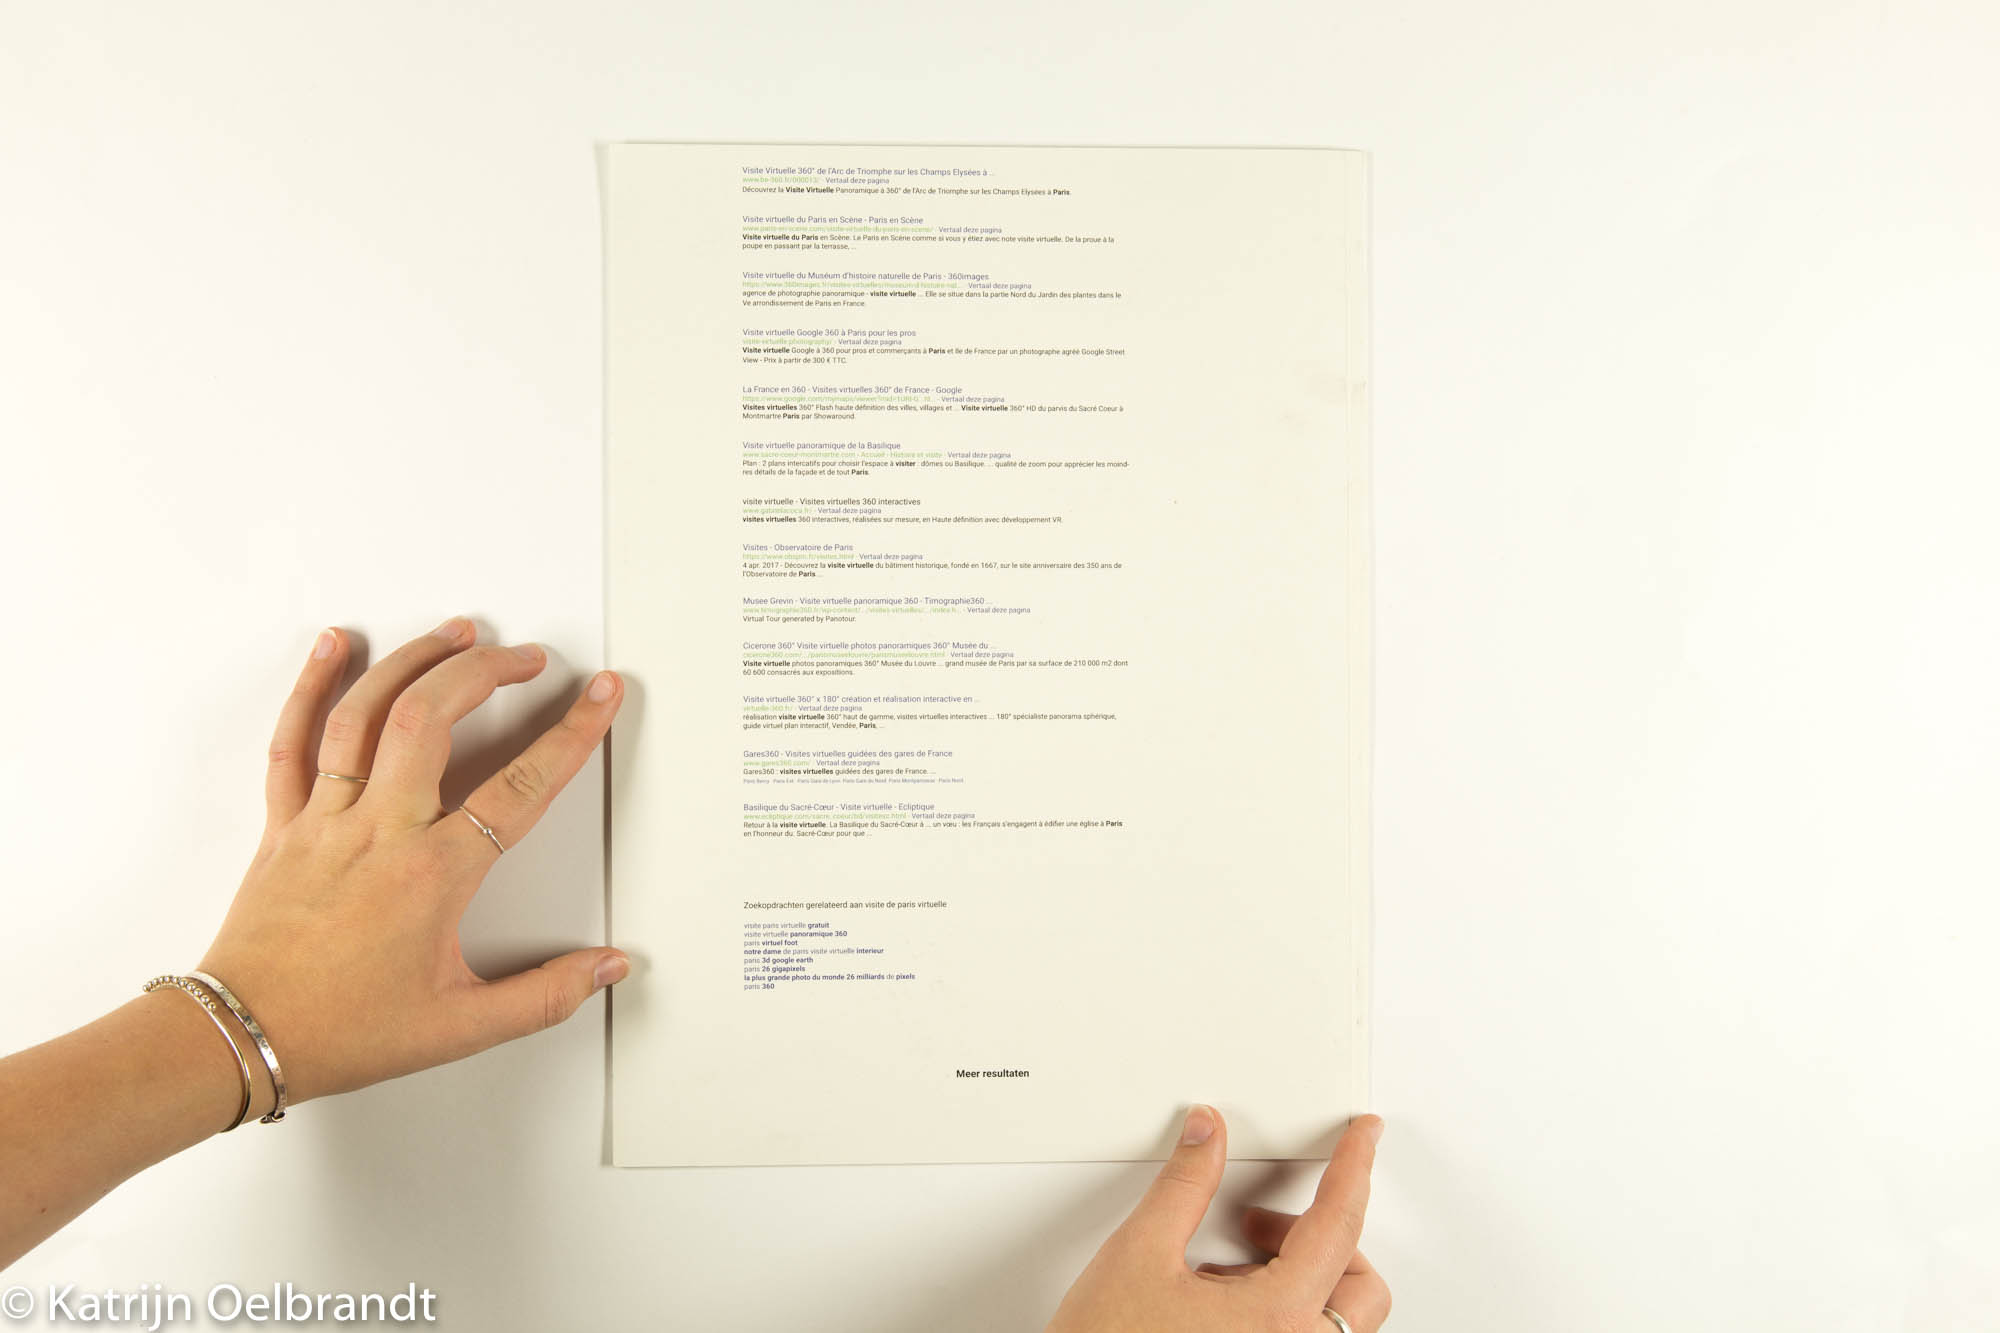 Visite Virtuelle 360° de l'Arc de Triomphe sur les Champs Elysées à ...
www.be-360.fr/000013/ - Vertaal deze pagina
Découvrez la Visite Virtuelle Panoramique à 360° de l'Arc de Triomphe sur les Champs Elysées à Paris.
Visite virtuelle du Paris en Scène - Paris en Scène
www.paris-en-scene.com/visite-virtuelle-du-paris-en-scene/ - Vertaal deze pagina
Visite virtuelle du Paris en Scène. Le Paris en Scène comme si vous y étiez avec note visite virtuelle. De la proue à la
poupe en passant par la terrasse, ...
Visite virtuelle du Muséum d'histoire naturelle de Paris - 360images
https://www.360images.fr/visites-virtuelles/museum-d-histoire-nat... - Vertaal deze pagina
agence de photographie panoramique - visite virtuelle ... Elle se situe dans la partie Nord du Jardin des plantes dans le
Ve arrondissement de Paris en France.
Visite virtuelle Google 360 à Paris pour les pros
visite-virtuelle.photography/ - Vertaal deze pagina
Visite virtuelle Google à 360 pour pros et commerçants à Paris et Ile de France par un photographe agréé Google Street
View - Prix à partir de 300 € TTC.
La France en 360 - Visites virtuelles 360° de France - Google
- Vertaal deze pagina
Visites virtuelles 360° Flash haute définition des villes, villages et ... Visite virtuelle 360° HD du parvis du Sacré Coeur à
Montmartre Paris par Showaround.
Visite virtuelle panoramique de la Basilique
www.sacre-coeur-montmartre.com › Accueil › Histoire et visite - Vertaal deze pagina
Plan : 2 plans intercatifs pour choisir l'espace à visiter : dômes ou Basilique. ... qualité de zoom pour apprécier les moind-
res détails de la façade et de tout Paris.
visite virtuelle - Visites virtuelles 360 interactives
www.gabrielacoca.fr/ - Vertaal deze pagina
visites virtuelles 360 interactives, réalisées sur mesure, en Haute définition avec développement VR.
Visites - Observatoire de Paris
https://www.obspm.fr/visites.html - Vertaal deze pagina
4 apr. 2017 - Découvrez la visite virtuelle du bâtiment historique, fondé en 1667, sur le site anniversaire des 350 ans de
l'Observatoire de Paris ...
Musee Grevin - Visite virtuelle panoramique 360 - Timographie360 ...
www.timographie360.fr/wp-content/.../visites-virtuelles/.../index.h... - Vertaal deze pagina
Virtual Tour generated by Panotour.
Cicerone 360° Visite virtuelle photos panoramiques 360° Musée du ...
cicerone360.com/.../parismuseelouvre/parismuseelouvre.html - Vertaal deze pagina
Visite virtuelle photos panoramiques 360° Musée du Louvre ... grand musée de Paris par sa surface de 210 000 m2 dont
60 600 consacrés aux expositions.
Visite virtuelle 360° x 180° création et réalisation interactive en ...
virtuelle-360.fr/ - Vertaal deze pagina
réalisation visite virtuelle 360° haut de gamme, visites virtuelles interactives ... 180° spécialiste panorama sphérique,
guide virtuel plan interactif, Vendée, Paris, ...
Gares360 - Visites virtuelles guidées des gares de France
www.gares360.com/ - Vertaal deze pagina
Gares360 : visites virtuelles guidées des gares de France. ...
Paris Bercy · Paris Est · Paris Gare de Lyon · Paris Gare du Nord · Paris Montparnasse · Paris Nord.
Basilique du Sacré-Cœur - Visite virtuelle - Ecliptique
www.ecliptique.com/sacre_coeur/bd/visitesc.html - Vertaal deze pagina
Retour à la visite virtuelle. La Basilique du Sacré-Cœur à ... un vœu : les Français s'engagent à édifier une église à Paris
en l'honneur du. Sacré-Cœur pour que ...
Zoekopdrachten gerelateerd aan visite de paris virtuelle
visite paris virtuelle gratuit
visite virtuelle panoramique 360
paris virtuel foot
notre dame de paris visite virtuelle interieur
paris 3d google earth
paris 26 gigapixels
la plus grande photo du monde 26 milliards de pixels
paris 360
Meer resultaten
© Katrijn Oelbrandt